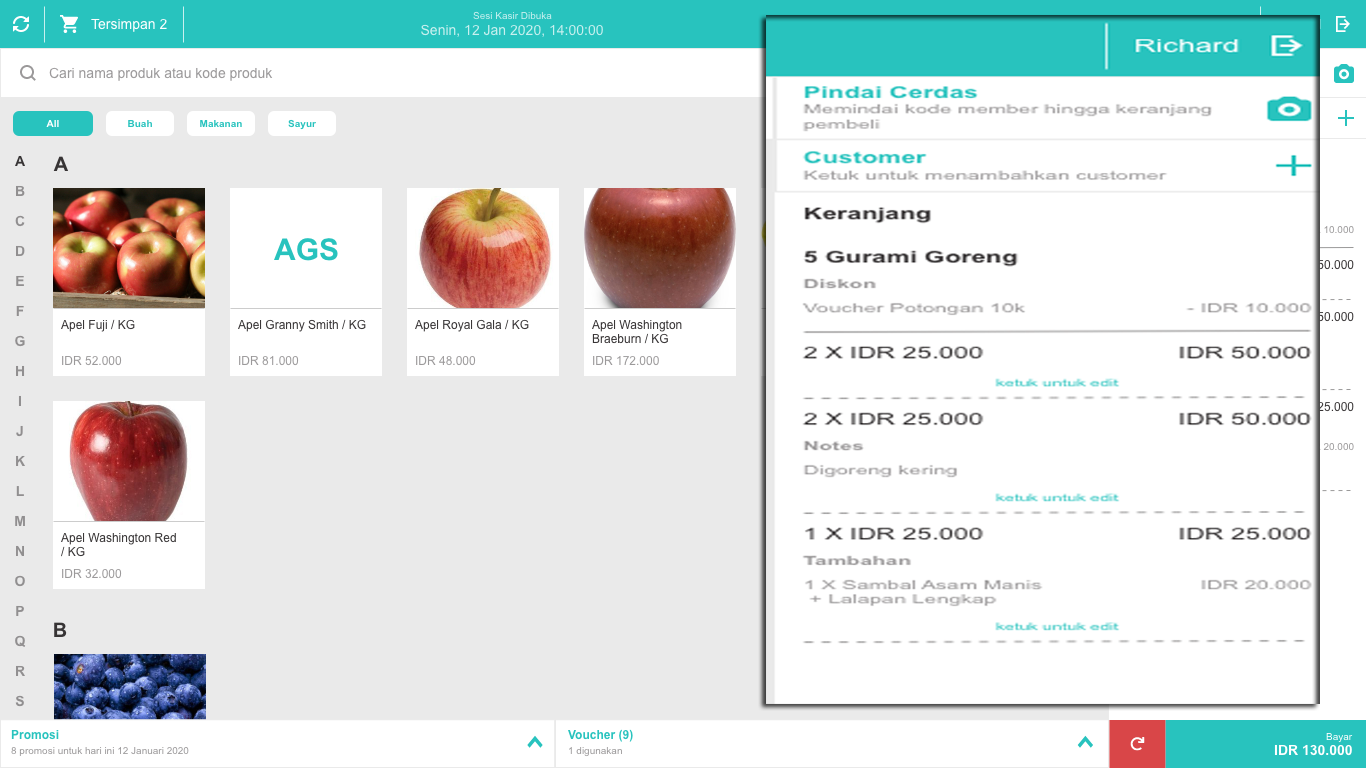 Tersimpan 2
Sesi Kasir Dibuka
Senin, 12 Jan 2020, 14:00:00
Cari nama produk atau kode produk
All
Buah
Makanan
Sayur
A
B
C
D
E
F
G
H
I
J
K
L
M
N
O
P
Q
R
S
A
Apel Fuji / KG
IDR 52.000
AGS
Apel Granny Smith / KG
IDR 81.000
Apel Royal Gala / KG
IDR 48.000
Apel Washington
Braeburn / KG
IDR 172.000
Apel Washington Red
/ KG
IDR 32.000
B
Richard
Pindai Cerdas
Memindai kode member hingga keranjang
pembeli
Customer
Ketuk untuk menambahkan customer
Keranjang
5 Gurami Goreng
Diskon
Voucher Potongan 10k - IDR 10.000
2 X IDR 25.000 IDR 50.000
ketuk untuk edit
2 X IDR 25.000 IDR 50.000
Notes
Digoreng kering
ketuk untuk edit
1 X IDR 25.000 IDR 25.000
Tambahan
1 X Sambal Asam Manis IDR 20.000
+ Lalapan Lengkap
ketuk untuk edit
10.000
50.000
50.000
25.000
20.000
Promosi
8 promosi untuk hari ini 12 Januari 2020
Voucher (9)
1 digunakan
Bayar
IDR 130.000